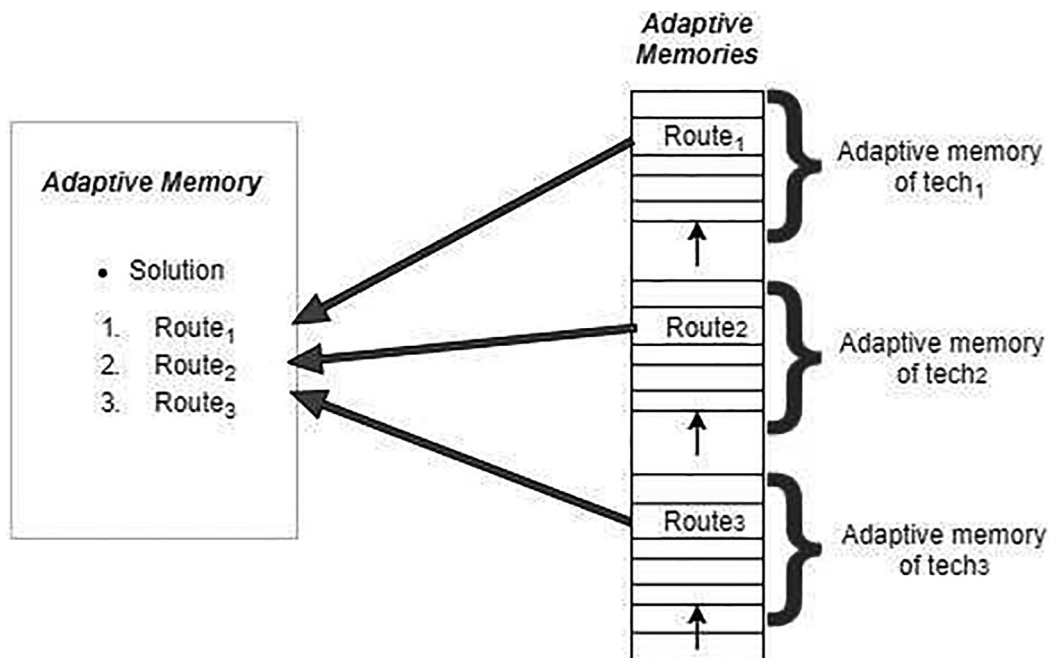 Adaptive Memory
• Solution
1. Route₁
2. Route₂
3. Route₃
Adaptive
Memories
Route₁
Route2
Route3
Adaptive memory
of tech₁
Adaptive memory
of tech2
Adaptive memory
of tech3